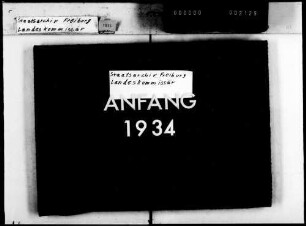 Staatsarchiv Freiburg
Landeskommissär
Staatsarchiv Freiburg
Landeskommissär
ANFANG
1934